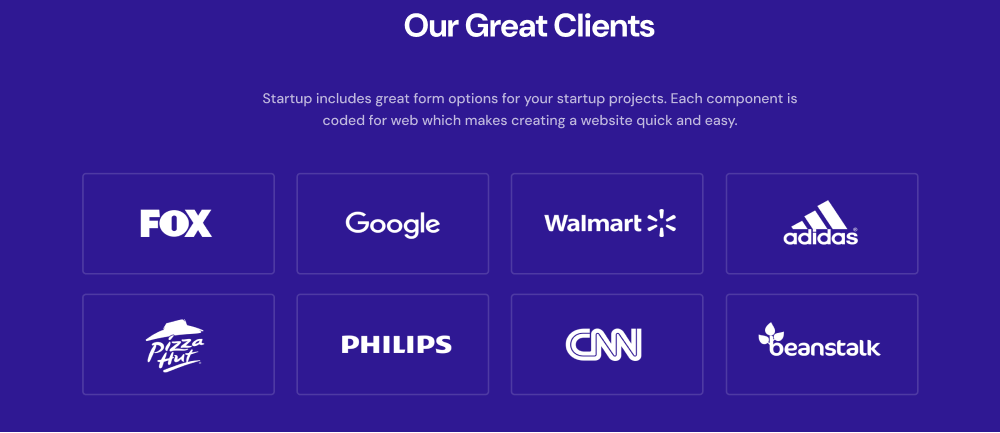 Our Great Clients
Startup includes great form options for your startup projects. Each component is
coded for web which makes creating a website quick and easy.
FOX
Google
Walmart
adidas
Pizza
Hut
PHILIPS
CNN
beanstalk